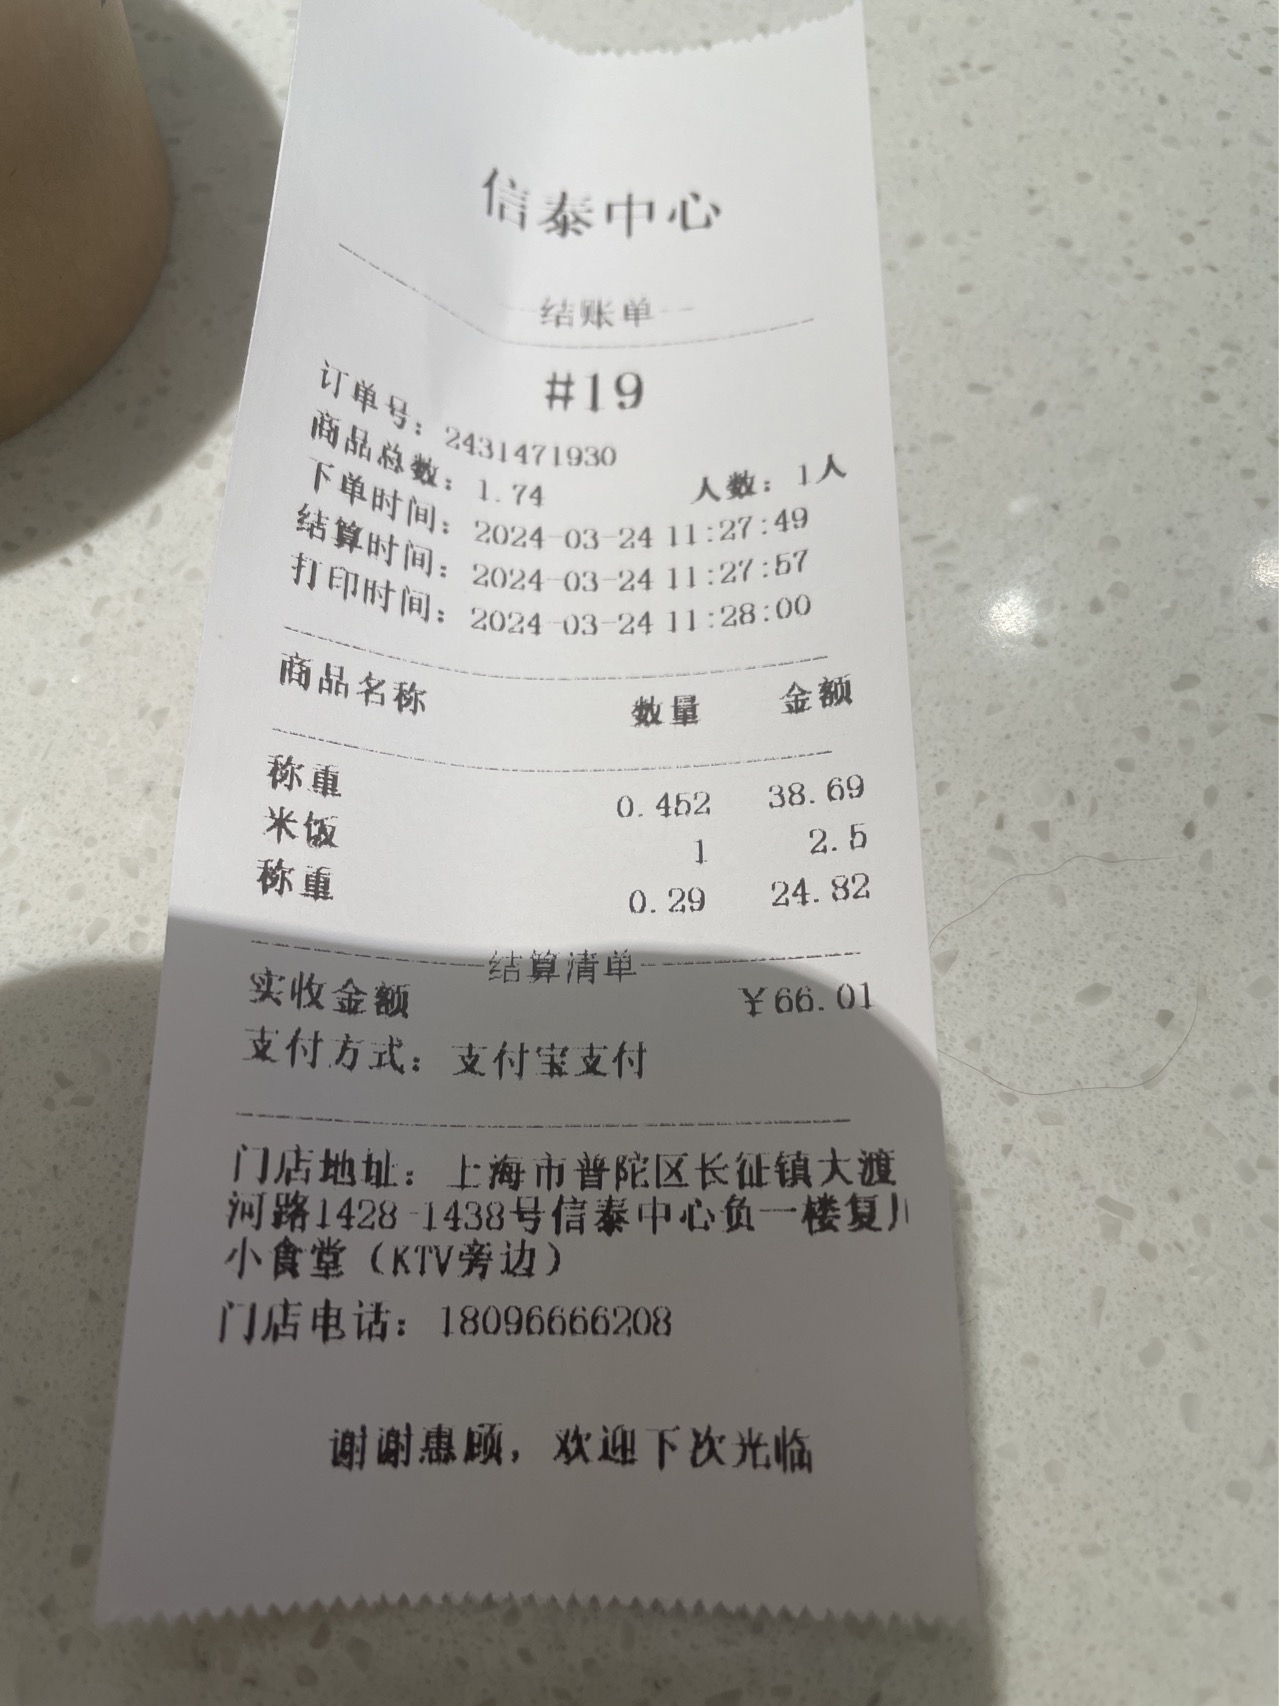 信泰中心
结账单
#19
订单号：2431471930
商品总数：1.74 人数：1人
下单时间：2024-03-24 11:27:49
结算时间：2024-03-24 11:27:57
打印时间：2024-03-24 11:28:00
商品名称 数量 金额
称重 0.452 38.69
米饭 1 2.5
称重 0.29 24.82
结算清单
实收金额 ¥66.01
支付方式：支付宝支付
门店地址：上海市普陀区长征镇大渡
河路1428-1438号信泰中心负一楼复川
小食堂（KTV旁边）
门店电话：18096666208
谢谢惠顾，欢迎下次光临